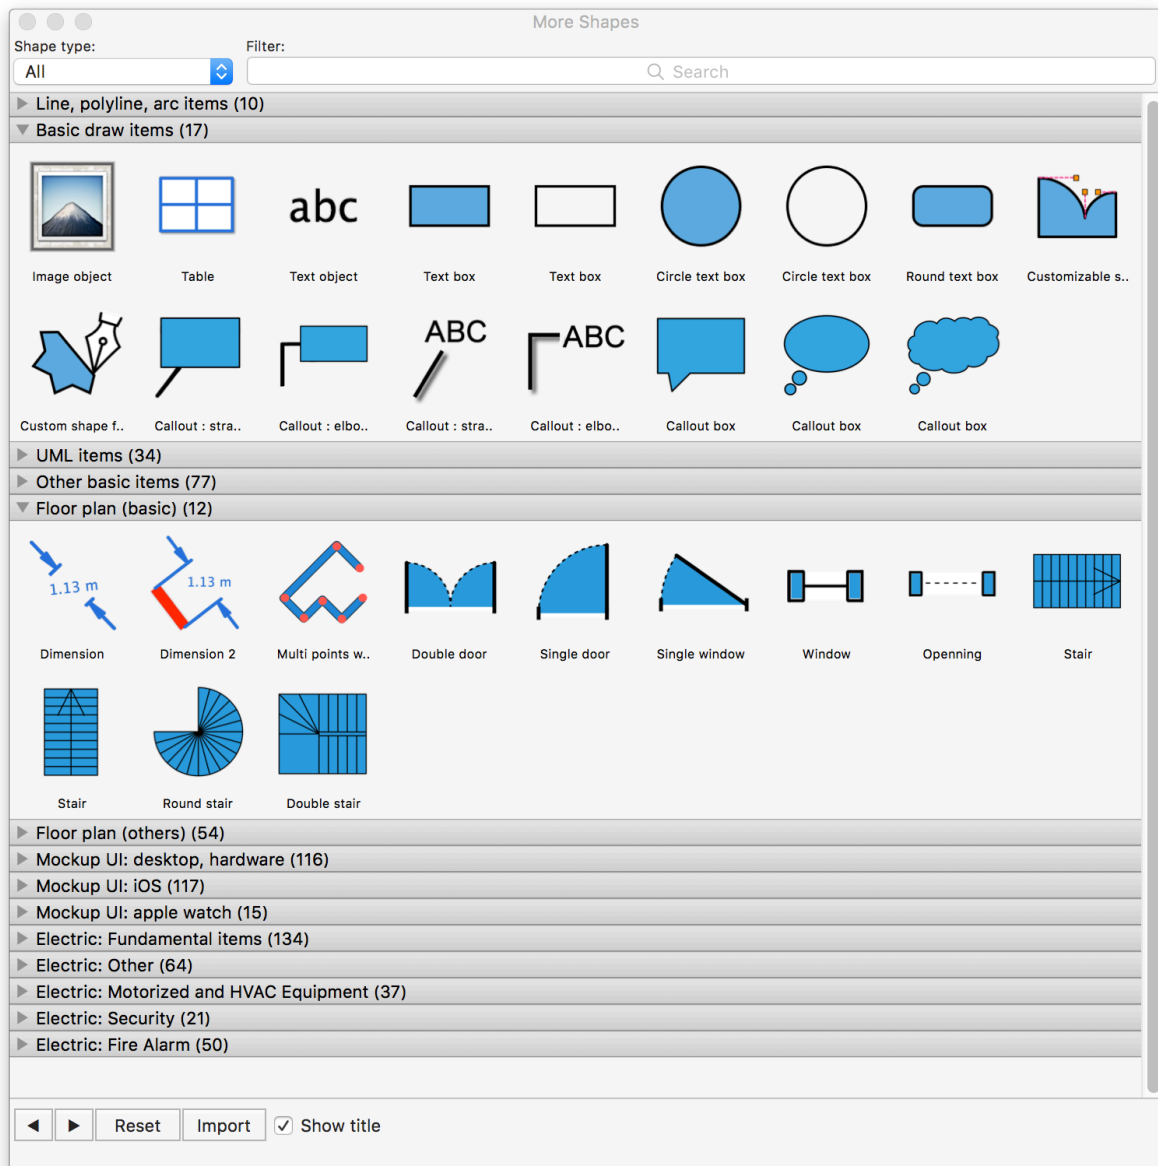 More Shapes
Shape type:
Filter:
All
Search
Line, polyline, arc items (10)
Basic draw items (17)
abc
Image object
Table
Text object
Text box
Text box
Circle text box
Circle text box
Round text box
Customizable s..
ABC
ABC
Custom shape f..
Callout : stra..
Callout : elbo..
Callout : stra..
Callout : elbo..
Callout box
Callout box
Callout box
UML items (34)
Other basic items (77)
Floor plan (basic) (12)
1.13 m
1.13 m
Dimension
Dimension 2
Multi points w..
Double door
Single door
Single window
Window
Openning
Stair
Stair
Round stair
Double stair
Floor plan (others) (54)
Mockup UI: desktop, hardware (116)
Mockup UI: iOS (117)
Mockup UI: apple watch (15)
Electric: Fundamental items (134)
Electric: Other (64)
Electric: Motorized and HVAC Equipment (37)
Electric: Security (21)
Electric: Fire Alarm (50)
Reset
Import
Show title